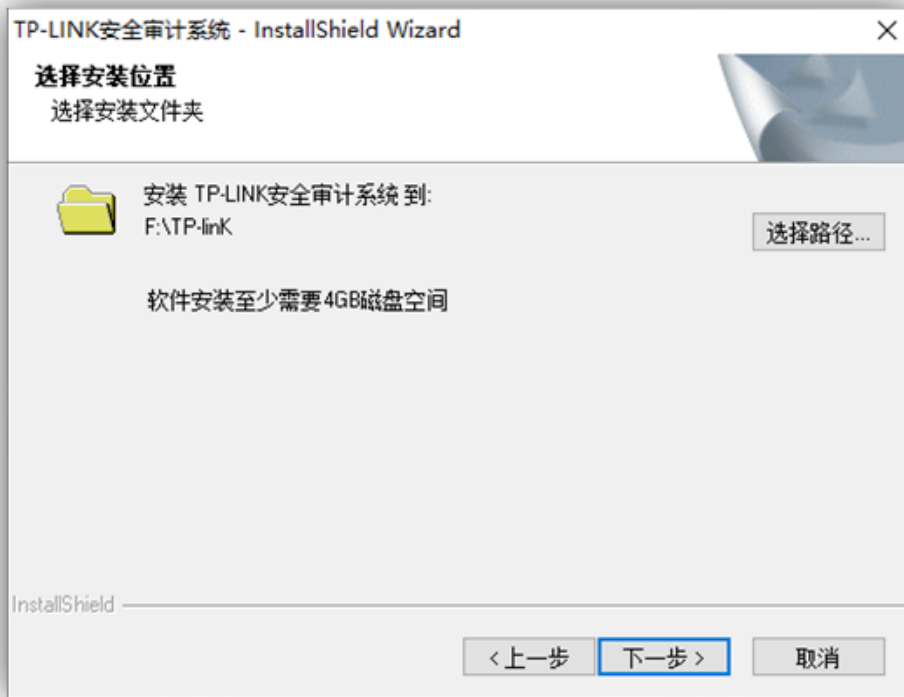 TP-LINK安全审计系统 - InstallShield Wizard
选择安装位置
选择安装文件夹
安装 TP-LINK安全审计系统 到:
F:\TP-linK
选择路径...
软件安装至少需要4GB磁盘空间
InstallShield
<上一步
下一步>
取消